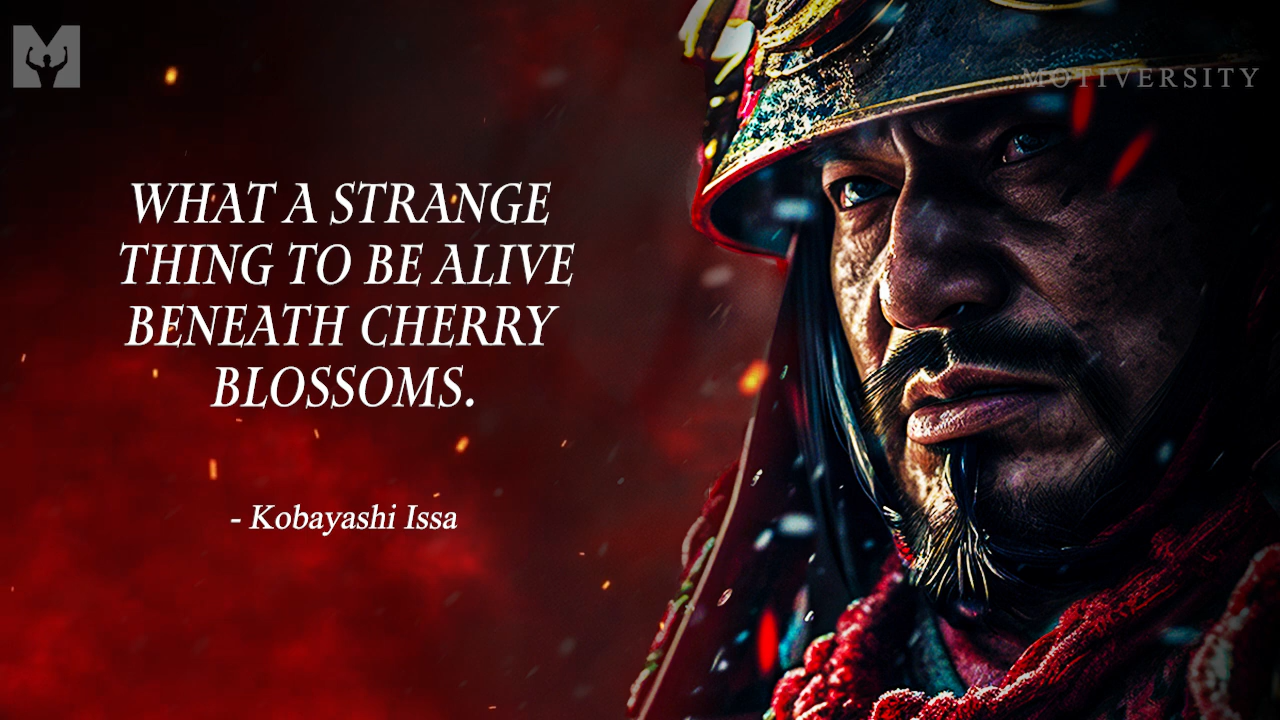 MOTIVERSITY
WHAT A STRANGE
THING TO BE ALIVE
BENEATH CHERRY
BLOSSOMS.
- Kobayashi Issa